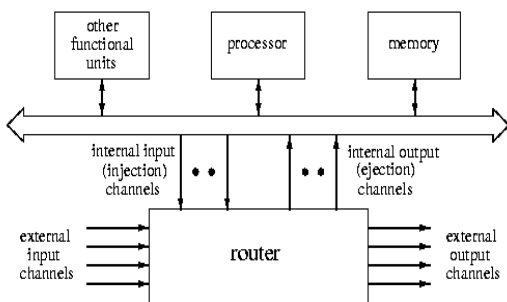 other
functional
units
processor
memory
internal input
(injection)
channels
internal output
(ejection)
channels
external
input
channels
router
external
output
channels